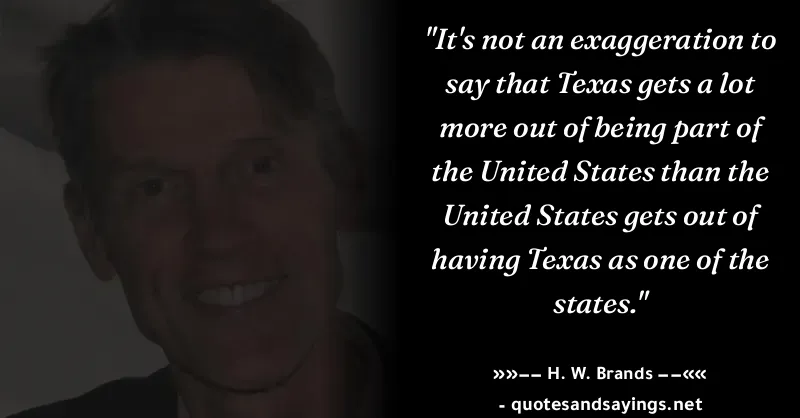 "It's not an exaggeration to
say that Texas gets a lot
more out of being part of
the United States than the
United States gets out of
having Texas as one of the
states."
»»−− H. W. Brands −−««
- quotesandsayings.net